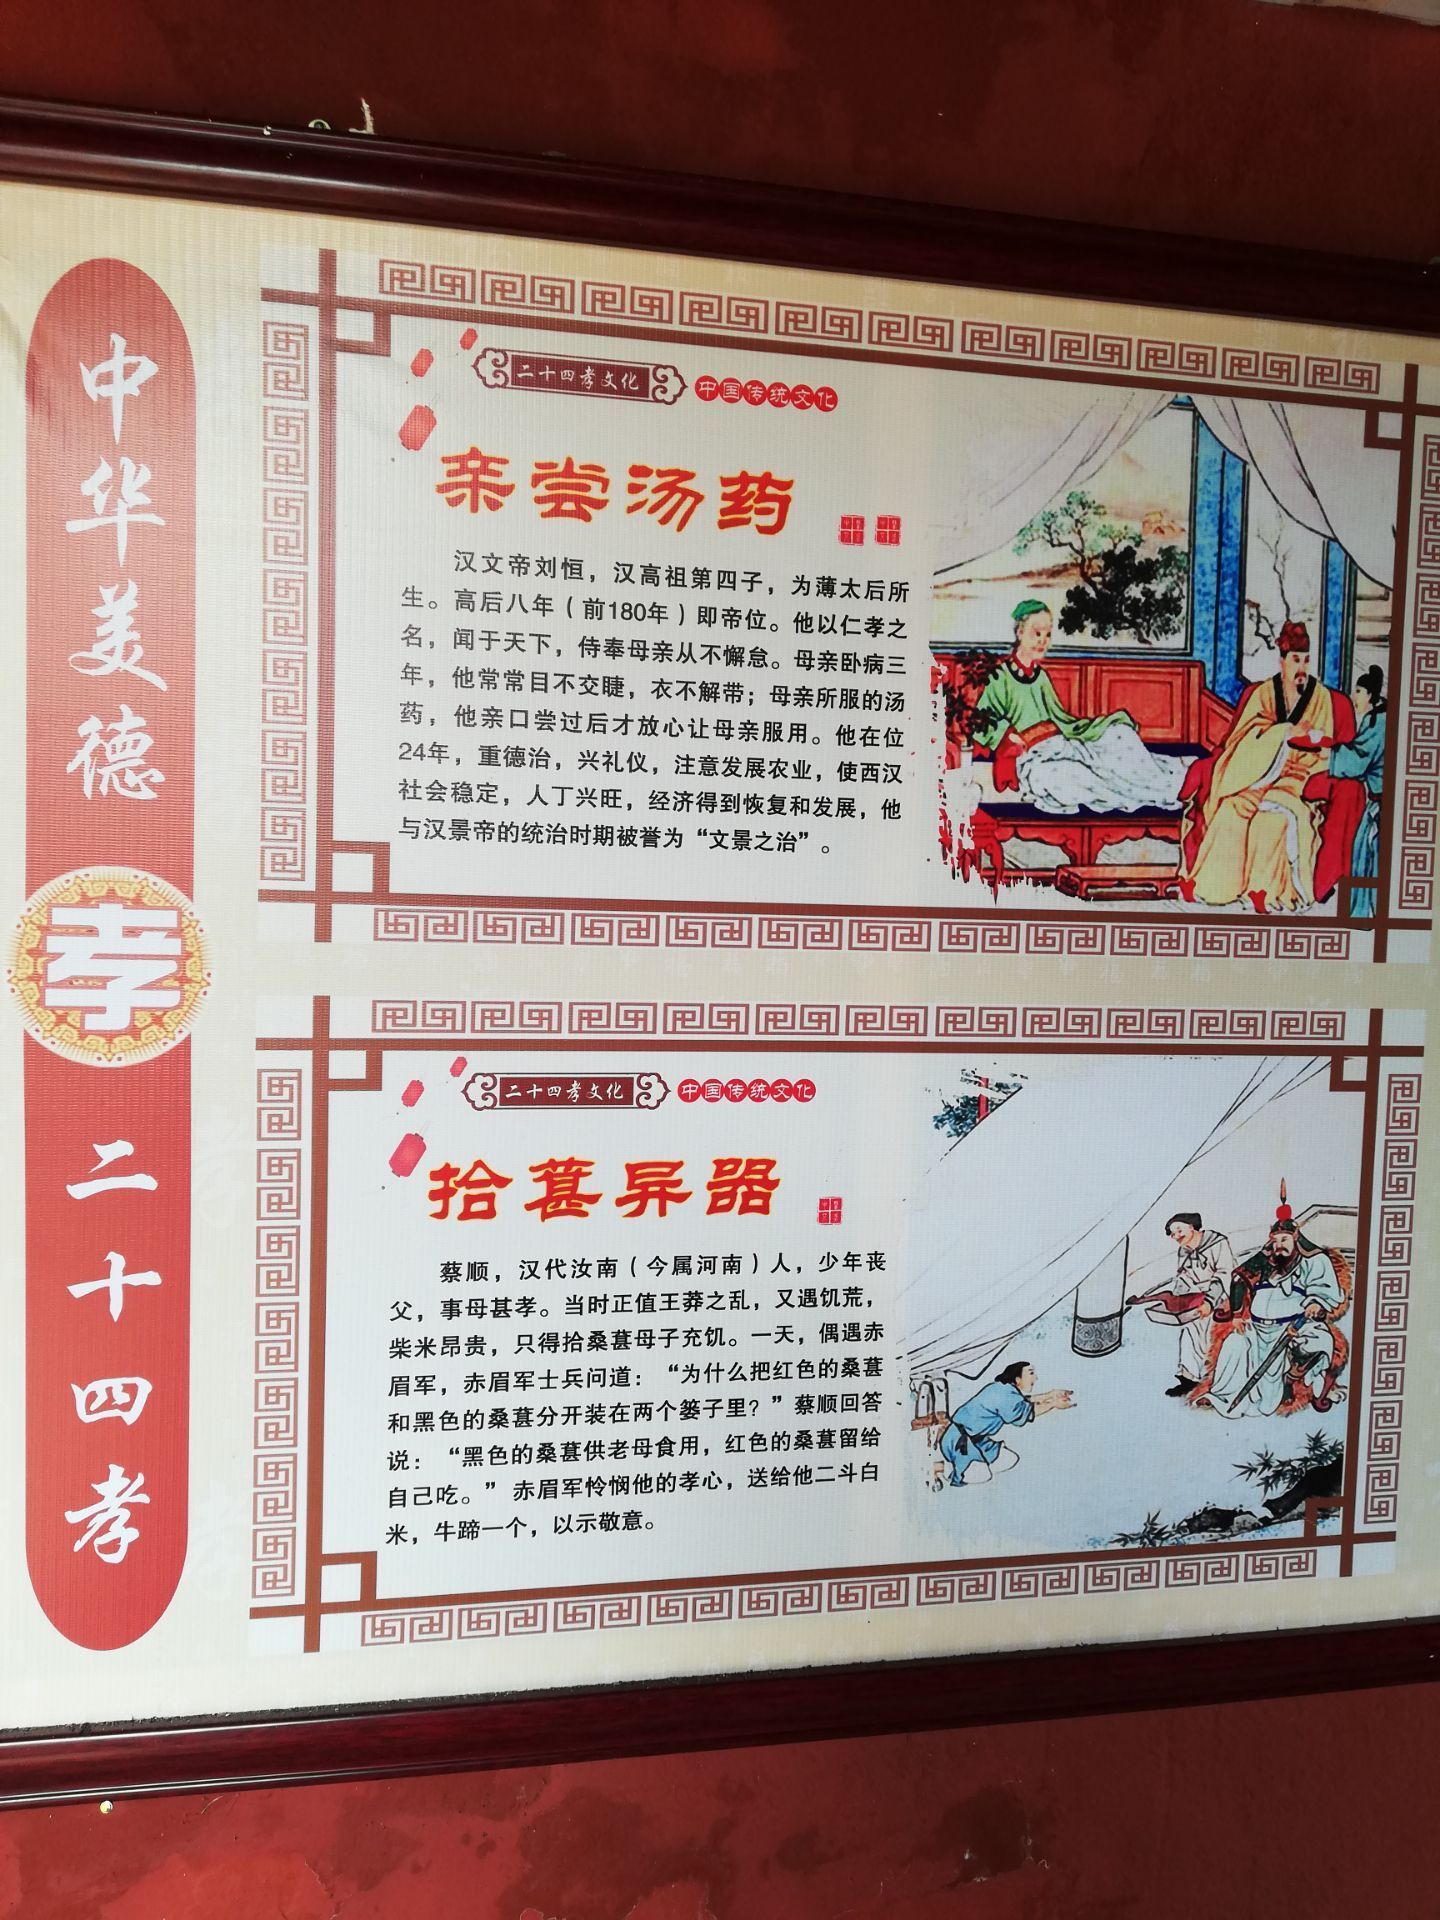 中华美德
孝
二十四孝
二十四孝文化
中国传统文化
亲尝汤药
汉文帝刘恒，汉高祖第四子，为薄太后所
生。高后八年（前180年）即帝位。他以仁孝之
名，闻于天下，侍奉母亲从不懈怠。母亲卧病三
年，他常常目不交睫，衣不解带；母亲所服的汤
药，他亲口尝过后才放心让母亲服用。他在位
24年，重德治，兴礼仪，注意发展农业，使西汉
社会稳定，人丁兴旺，经济得到恢复和发展，他
与汉景帝的统治时期被誉为“文景之治”。
二十四孝文化
中国传统文化
拾葚异器
蔡顺，汉代汝南（今属河南）人，少年丧
父，事母甚孝。当时正值王莽之乱，又遇饥荒，
柴米昂贵，只得拾桑葚母子充饥。一天，偶遇赤
眉军，赤眉军士兵问道：“为什么把红色的桑葚
和黑色的桑葚分开装在两个篓子里？”蔡顺回答
说：“黑色的桑葚供老母食用，红色的桑葚留给
自己吃。”赤眉军怜悯他的孝心，送给他二斗白
米，牛蹄一个，以示敬意。